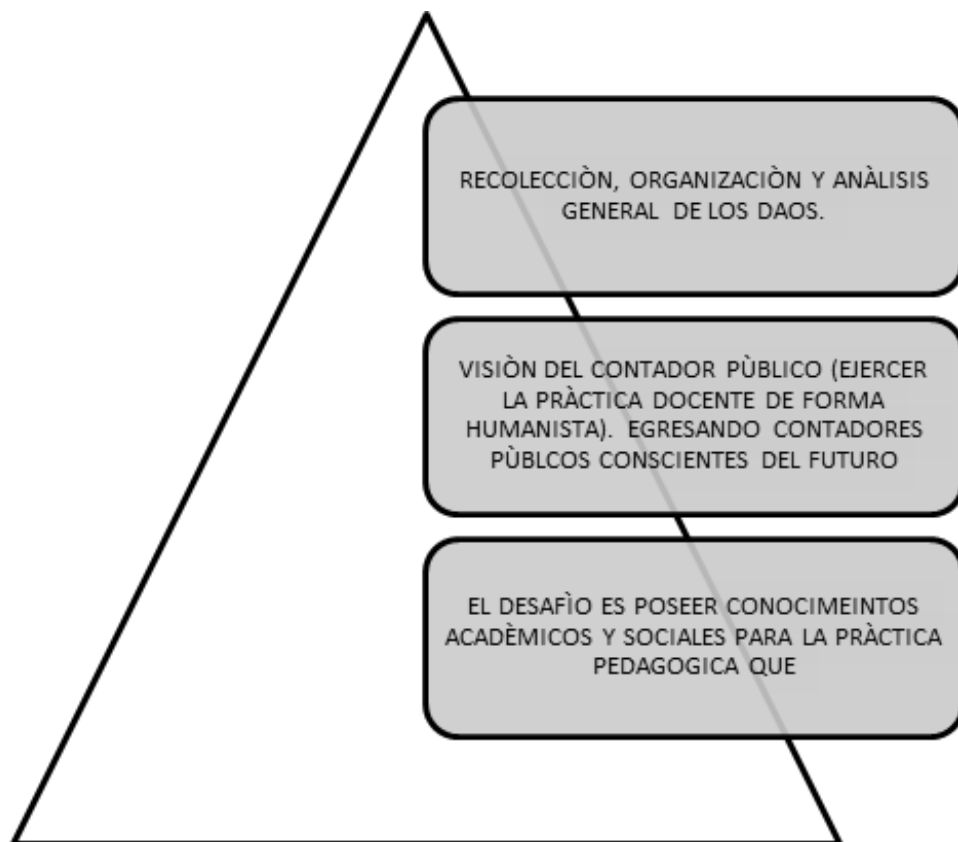 RECOLECCIÒN, ORGANIZACIÒN Y ANÀLISIS
GENERAL DE LOS DAOS.
VISIÒN DEL CONTADOR PÙBLICO (EJERCER
LA PRÀCTICA DOCENTE DE FORMA
HUMANISTA). EGRESANDO CONTADORES
PÙBLCOS CONSCIENTES DEL FUTURO
EL DESAFÌO ES POSEER CONOCIMEINTOS
ACADÈMICOS Y SOCIALES PARA LA PRÀCTICA
PEDAGOGICA QUE